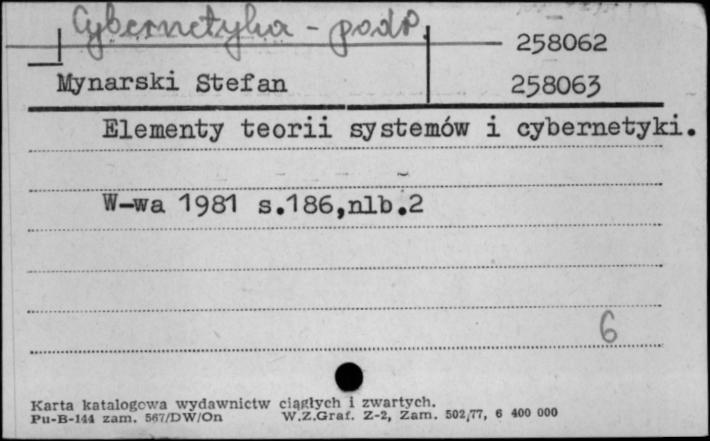 Cybernetyka - podr.
258062
Mynarski Stefan
258063
Elementy teorii systemów i cybernetyki.
W-wa 1981 s.186,nlb.2
6
Karta katalogowa wydawnictw ciągłych i zwartych.
Pu-B-144 zam. 567/DW/On W.Z.Graf. Z-2, Zam. 502/77, 6 400 000